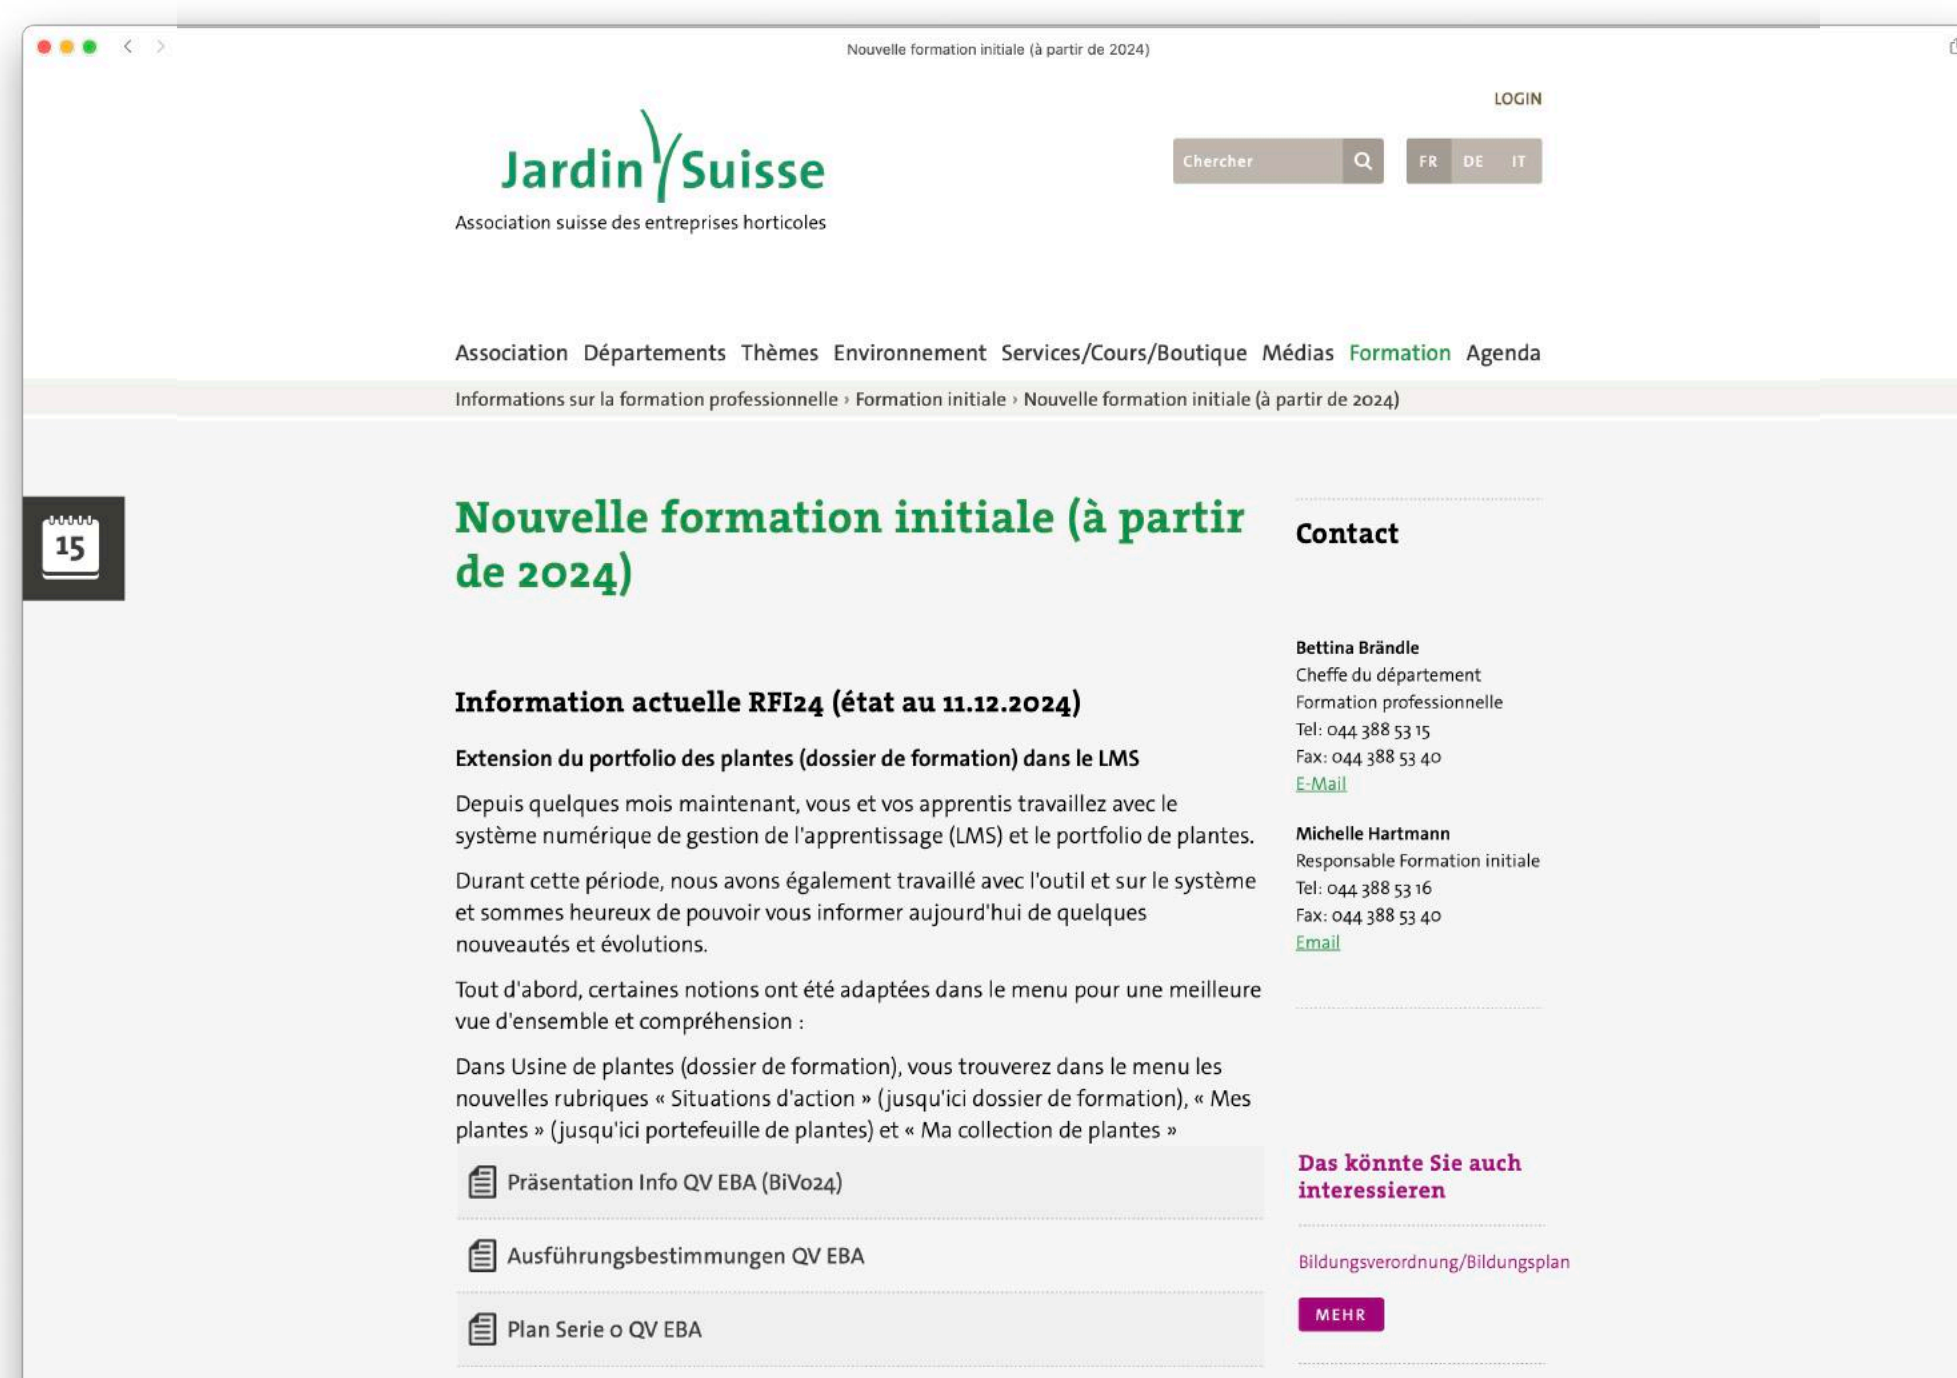 Nouvelle formation initiale (à partir de 2024)
LOGIN
Jardin Suisse
Association suisse des entreprises horticoles
Chercher
FR DE IT
Association Départements Thèmes Environnement Services/Cours/Boutique Médias Formation Agenda
Informations sur la formation professionnelle › Formation initiale › Nouvelle formation initiale (à partir de 2024)
15
Nouvelle formation initiale (à partir
de 2024)
Information actuelle RFI24 (état au 11.12.2024)
Extension du portfolio des plantes (dossier de formation) dans le LMS
Depuis quelques mois maintenant, vous et vos apprentis travaillez avec le
système numérique de gestion de l'apprentissage (LMS) et le portfolio de plantes.
Durant cette période, nous avons également travaillé avec l'outil et sur le système
et sommes heureux de pouvoir vous informer aujourd'hui de quelques
nouveautés et évolutions.
Tout d'abord, certaines notions ont été adaptées dans le menu pour une meilleure
vue d'ensemble et compréhension :
Dans Usine de plantes (dossier de formation), vous trouverez dans le menu les
nouvelles rubriques « Situations d'action » (jusqu'ici dossier de formation), « Mes
plantes » (jusqu'ici portefeuille de plantes) et « Ma collection de plantes »
Präsentation Info QV EBA (BiVo24)
Ausführungsbestimmungen QV EBA
Plan Serie 0 QV EBA
Contact
Bettina Brändle
Cheffe du département
Formation professionnelle
Tel: 044 388 53 15
Fax: 044 388 53 40
E-Mail
Michelle Hartmann
Responsable Formation initiale
Tel: 044 388 53 16
Fax: 044 388 53 40
Email
Das könnte Sie auch
interessieren
Bildungsverordnung/Bildungsplan
MEHR